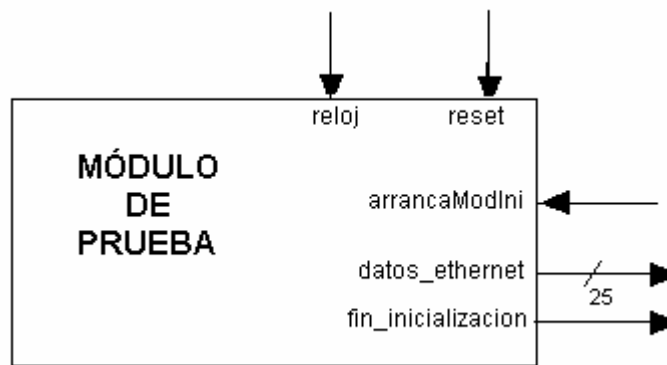 reloj reset
MÓDULO
DE
PRUEBA
arrancaModIni
datos_ethernet
25
fin_inicializacion